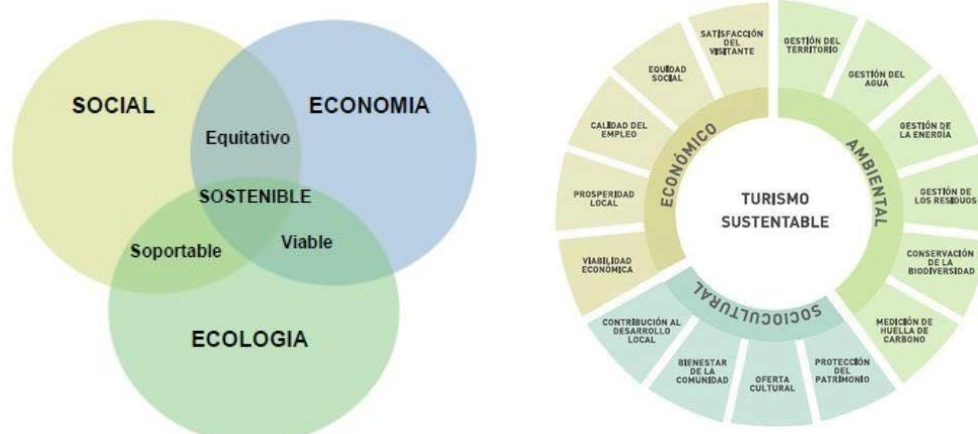 SOCIAL
ECONOMIA
Equitativo
SOSTENIBLE
Soportable
Viable
ECOLOGIA
TURISMO
SUSTENTABLE
ECONÓMICO
AMBIENTAL
SOCIOCULTURAL
SATISFACCIÓN
DEL
VISITANTE
EQUIDAD
SOCIAL
CALIDAD DEL
EMPLEO
PROSPERIDAD
LOCAL
VIABILIDAD
ECONÓMICA
GESTIÓN DEL
TERRITORIO
GESTIÓN DEL
AGUA
GESTIÓN DE
LA ENERGÍA
GESTIÓN DE
LOS RESIDUOS
CONSERVACIÓN
DE LA
BIODIVERSIDAD
MEDICIÓN DE
HUELLA DE
CARBONO
PROTECCIÓN
DEL
PATRIMONIO
OFERTA
CULTURAL
BIENESTAR
DE LA
COMUNIDAD
CONTRIBUCIÓN AL
DESARROLLO
LOCAL